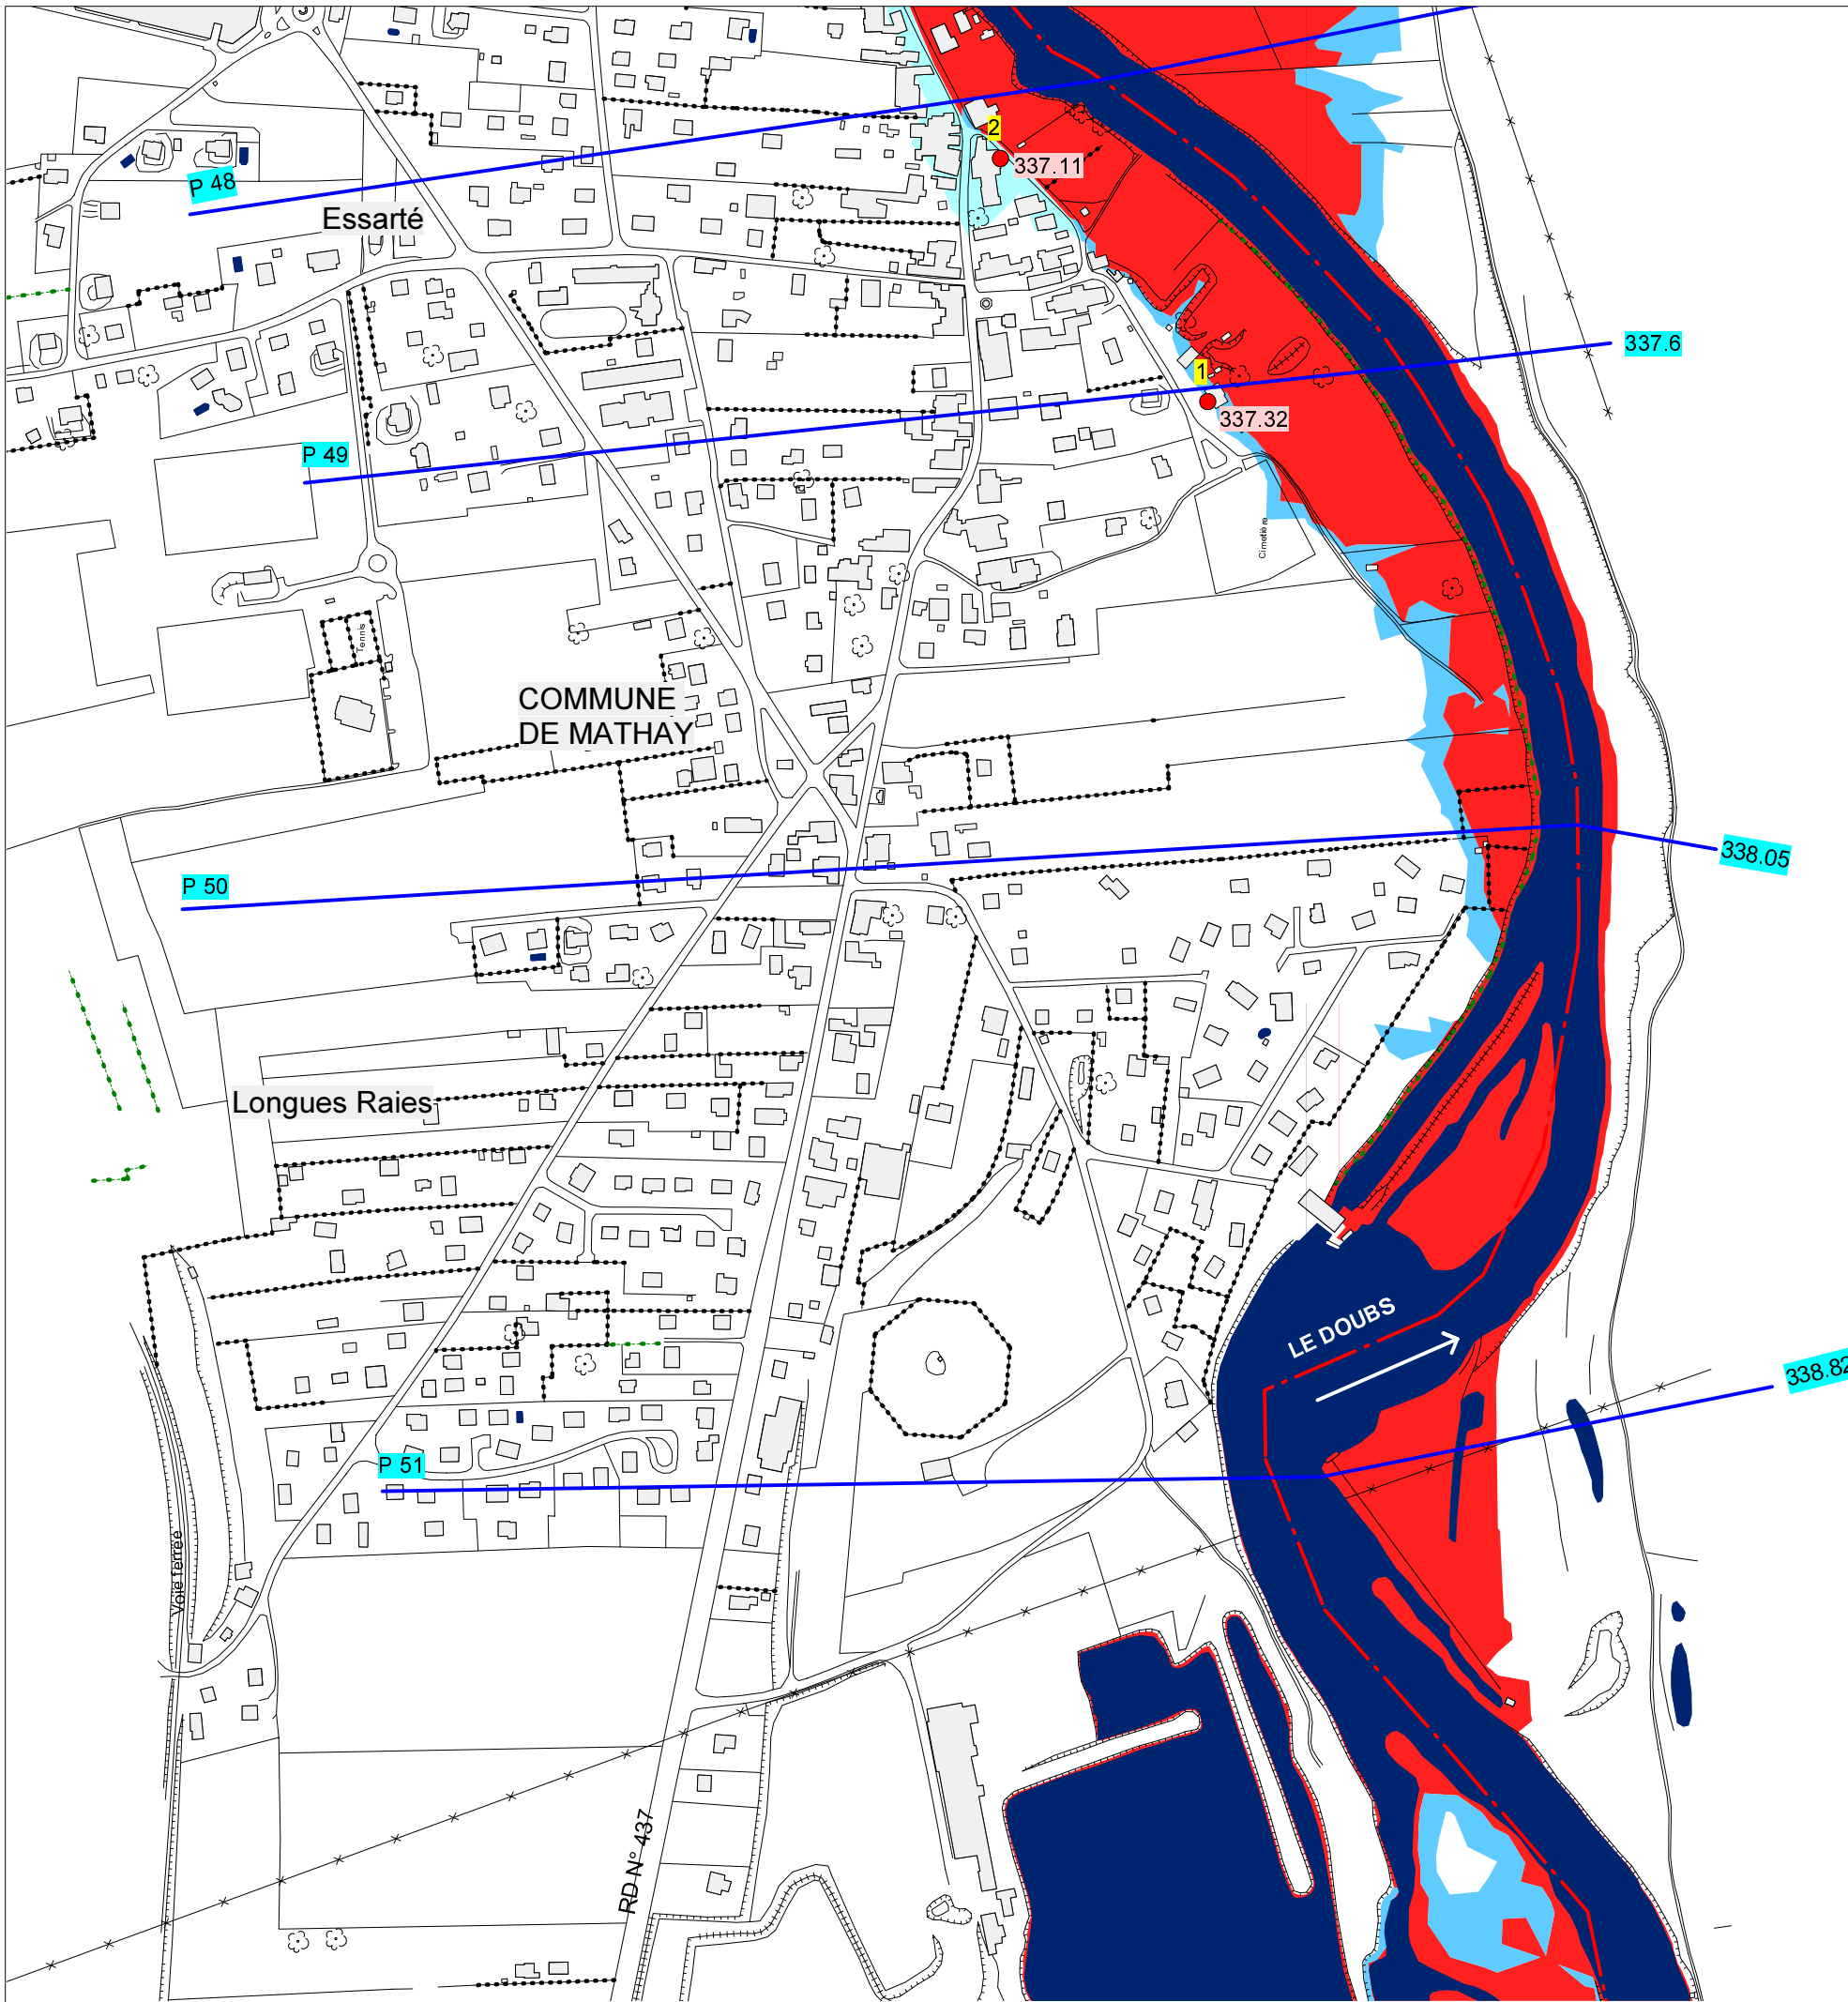 2
337.11
P 48
Essarté
337.6
1
337.32
P 49
Cimetière
Tennis
COMMUNE
DE MATHAY
338.05
P 50
Longues Raies
LE DOUBS
338.82
P 51
Voie ferrée
RD N° 437